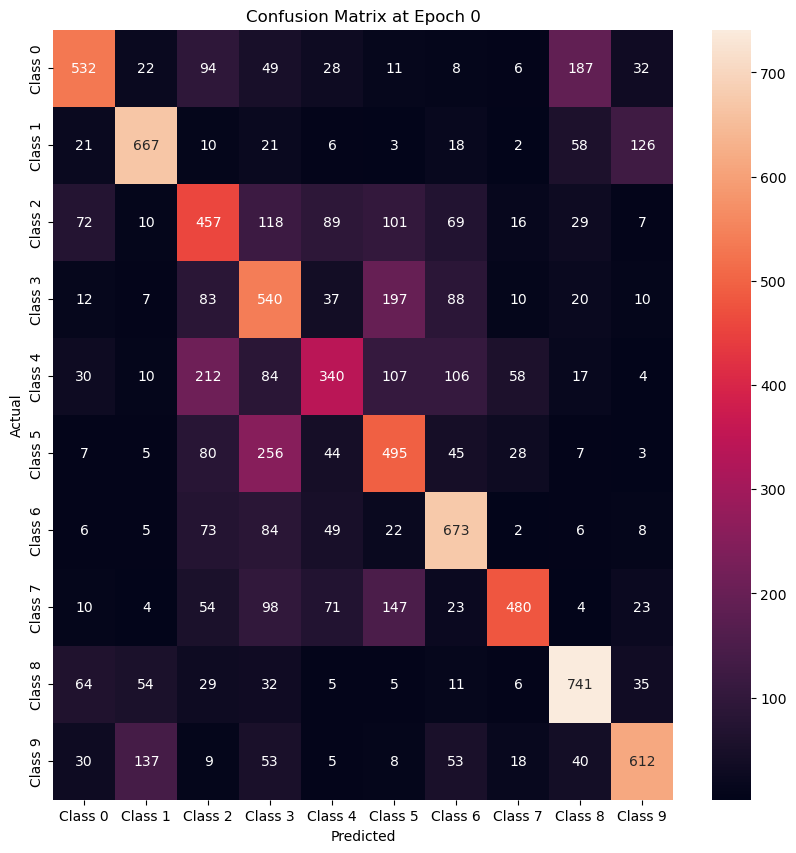 Confusion Matrix at Epoch 0
Class 0 532 22 94 49 28 11 8 6 187 32
Class 1 21 667 10 21 6 3 18 2 58 126
Class 2 72 10 457 118 89 101 69 16 29 7
Class 3 12 7 83 540 37 197 88 10 20 10
Class 4 30 10 212 84 340 107 106 58 17 4
Class 5 7 5 80 256 44 495 45 28 7 3
Class 6 6 5 73 84 49 22 673 2 6 8
Class 7 10 4 54 98 71 147 23 480 4 23
Class 8 64 54 29 32 5 5 11 6 741 35
Class 9 30 137 9 53 5 8 53 18 40 612
Class 0 Class 1 Class 2 Class 3 Class 4 Class 5 Class 6 Class 7 Class 8 Class 9
Predicted
Actual
700
600
500
400
300
200
100